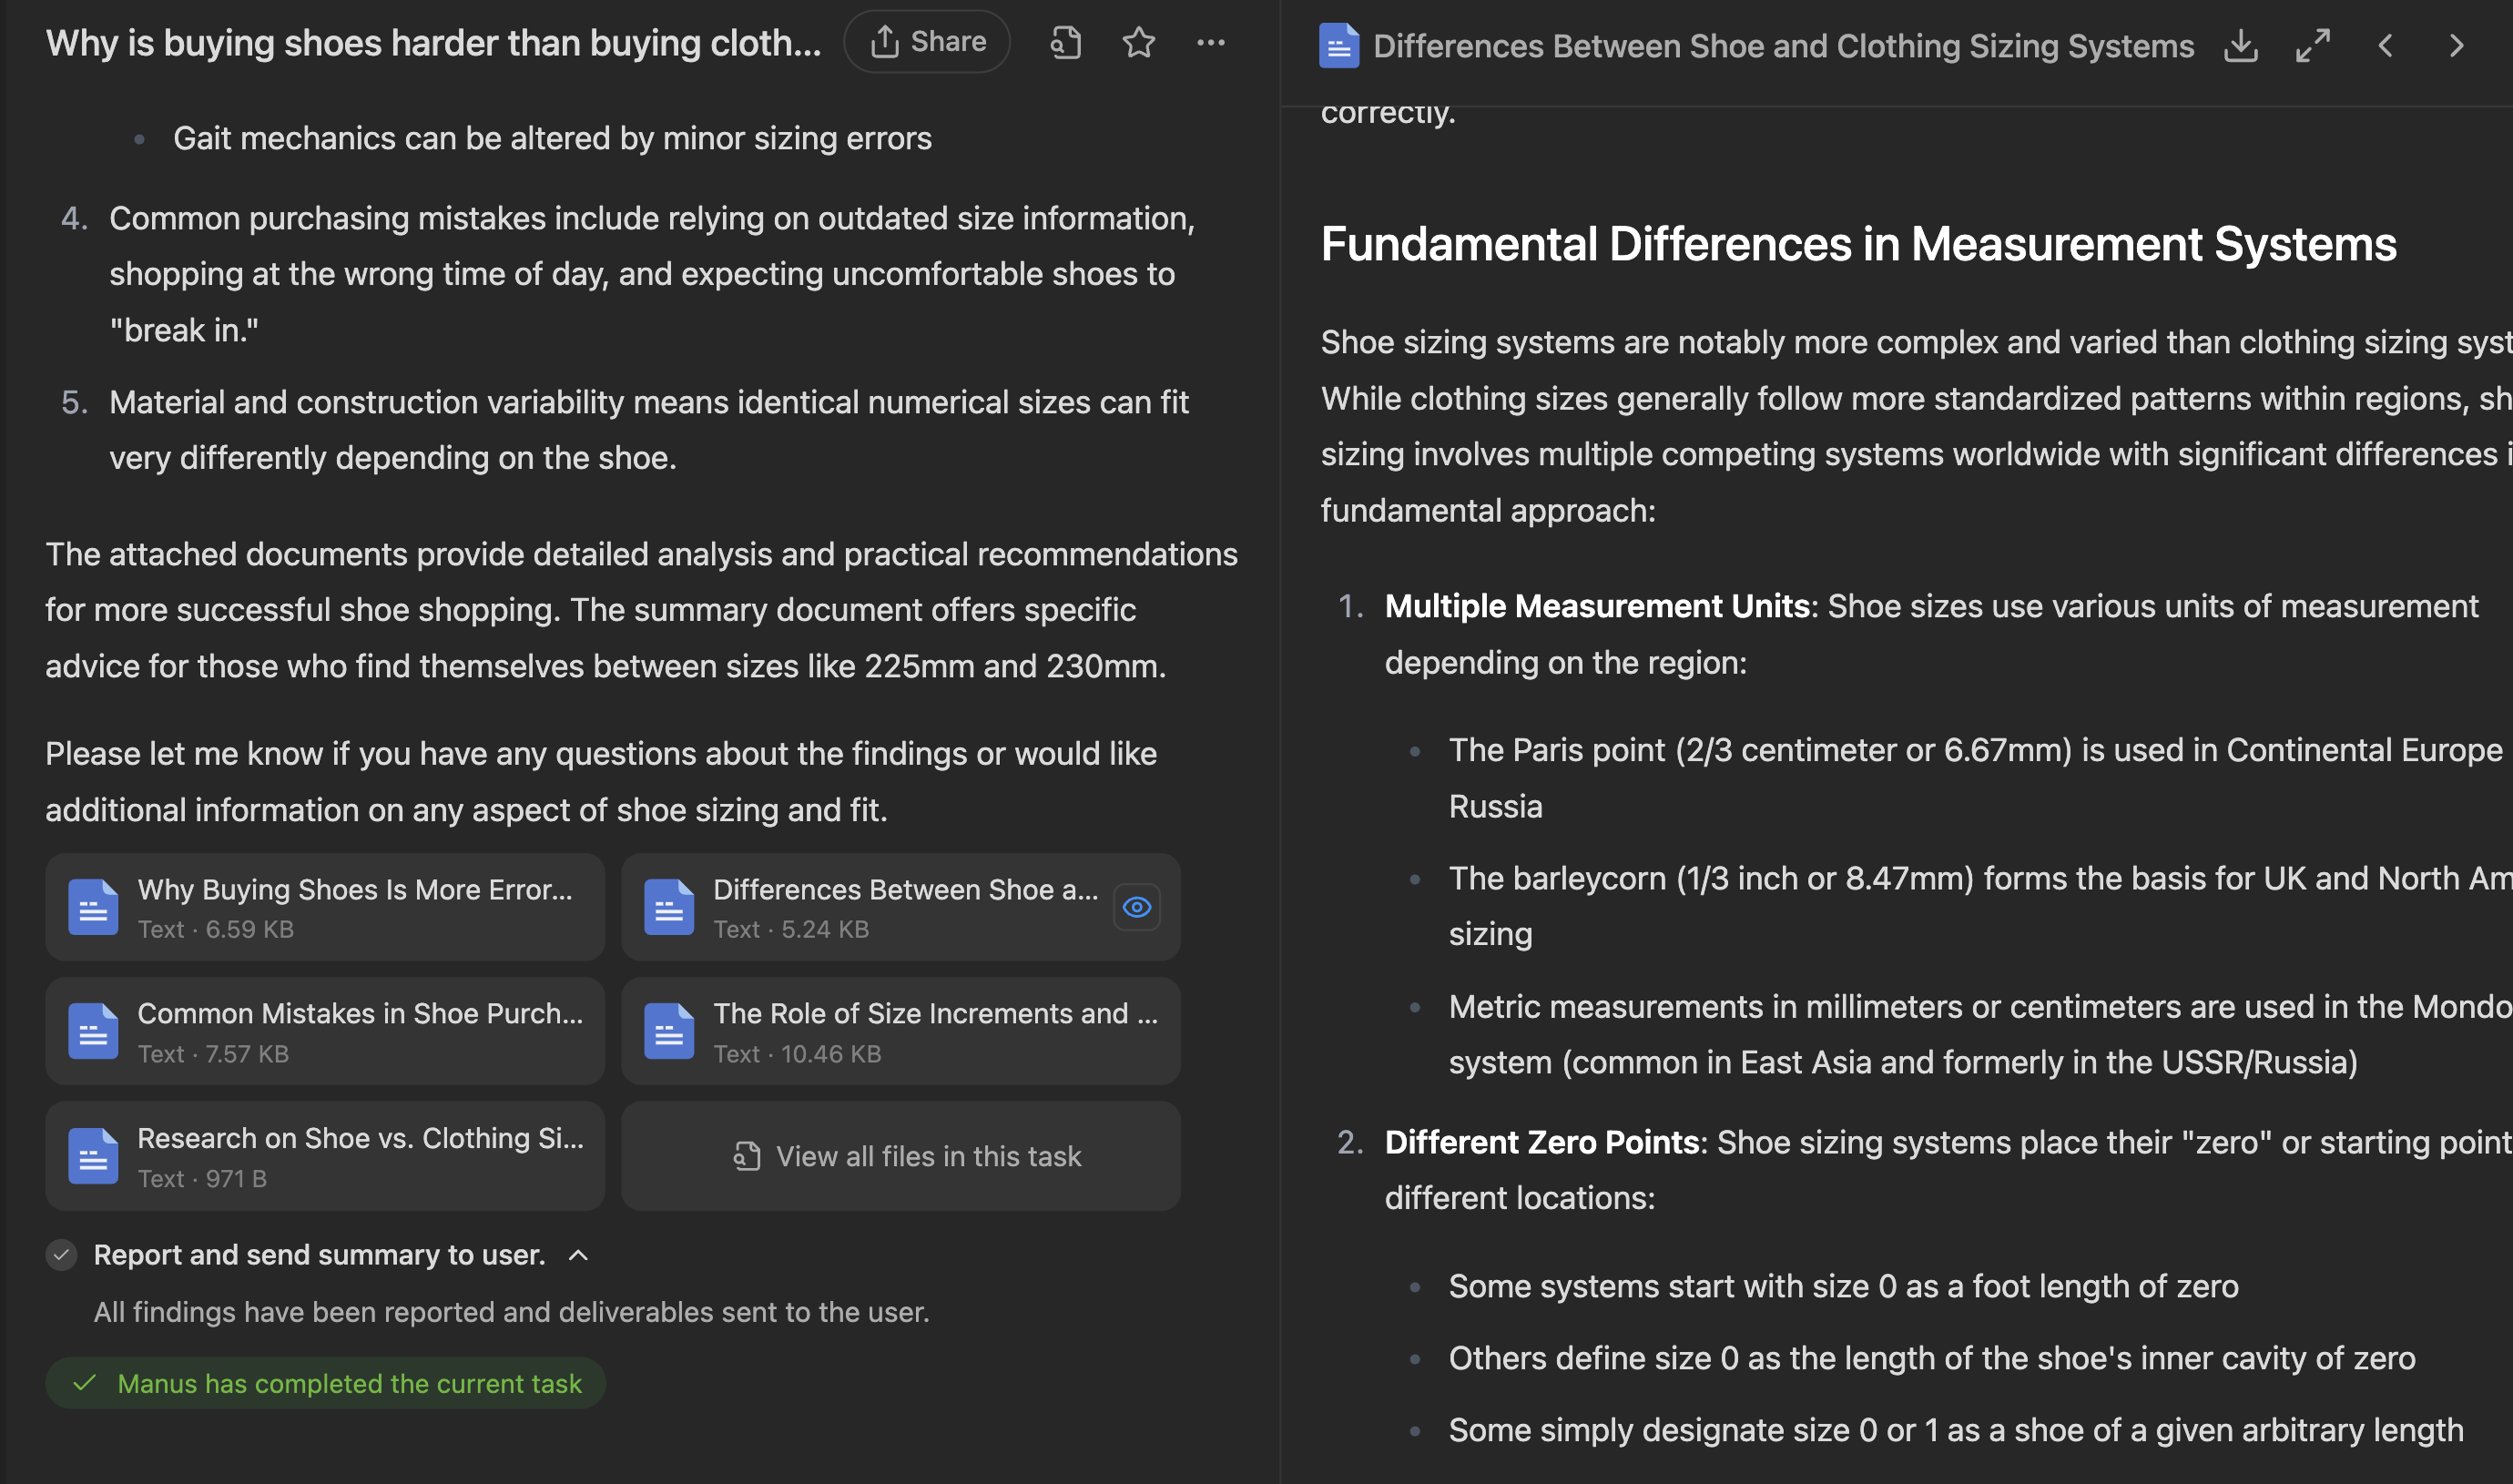 Why is buying shoes harder than buying cloth...
Share
• Gait mechanics can be altered by minor sizing errors
4. Common purchasing mistakes include relying on outdated size information,
shopping at the wrong time of day, and expecting uncomfortable shoes to
"break in."
5. Material and construction variability means identical numerical sizes can fit
very differently depending on the shoe.
The attached documents provide detailed analysis and practical recommendations
for more successful shoe shopping. The summary document offers specific
advice for those who find themselves between sizes like 225mm and 230mm.
Please let me know if you have any questions about the findings or would like
additional information on any aspect of shoe sizing and fit.
Why Buying Shoes Is More Error...
Text · 6.59 KB
Differences Between Shoe a...
Text · 5.24 KB
Common Mistakes in Shoe Purch...
Text · 7.57 KB
The Role of Size Increments and ...
Text · 10.46 KB
Research on Shoe vs. Clothing Si...
Text · 971 B
View all files in this task
Report and send summary to user.
All findings have been reported and deliverables sent to the user.
Manus has completed the current task
Differences Between Shoe and Clothing Sizing Systems
correctly.
Fundamental Differences in Measurement Systems
Shoe sizing systems are notably more complex and varied than clothing sizing syst
While clothing sizes generally follow more standardized patterns within regions, sh
sizing involves multiple competing systems worldwide with significant differences i
fundamental approach:
1. Multiple Measurement Units: Shoe sizes use various units of measurement
depending on the region:
• The Paris point (2/3 centimeter or 6.67mm) is used in Continental Europe
Russia
• The barleycorn (1/3 inch or 8.47mm) forms the basis for UK and North Am
sizing
• Metric measurements in millimeters or centimeters are used in the Mondo
system (common in East Asia and formerly in the USSR/Russia)
2. Different Zero Points: Shoe sizing systems place their "zero" or starting point
different locations:
• Some systems start with size 0 as a foot length of zero
• Others define size 0 as the length of the shoe's inner cavity of zero
• Some simply designate size 0 or 1 as a shoe of a given arbitrary length